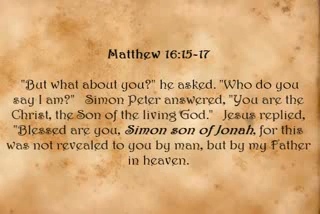 Matthew 16:15-17
"But what about you?" he asked. "Who do you
say I am?"   Simon Peter answered, "You are the
Christ, the Son of the living God."   Jesus replied,
"Blessed are you, Simon son of Jonah, for this
was not revealed to you by man, but by my Father
in heaven.